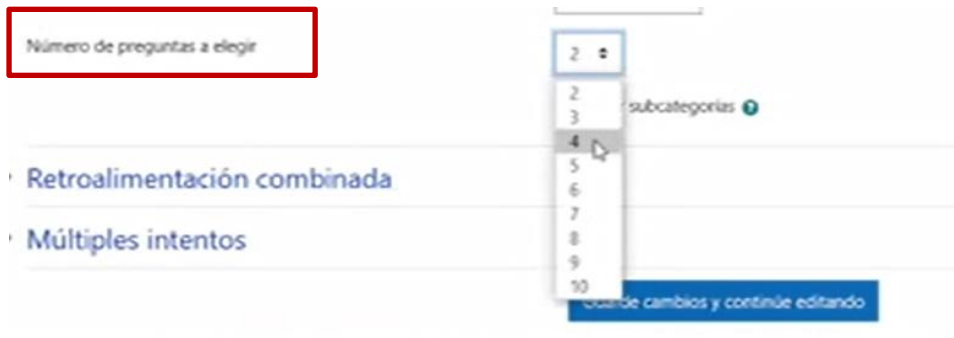 Número de preguntas a elegir
2
2
subcategorías
3
4
5
6
Retroalimentación combinada
7
Múltiples intentos
8
9
10
cambios y continúe editando